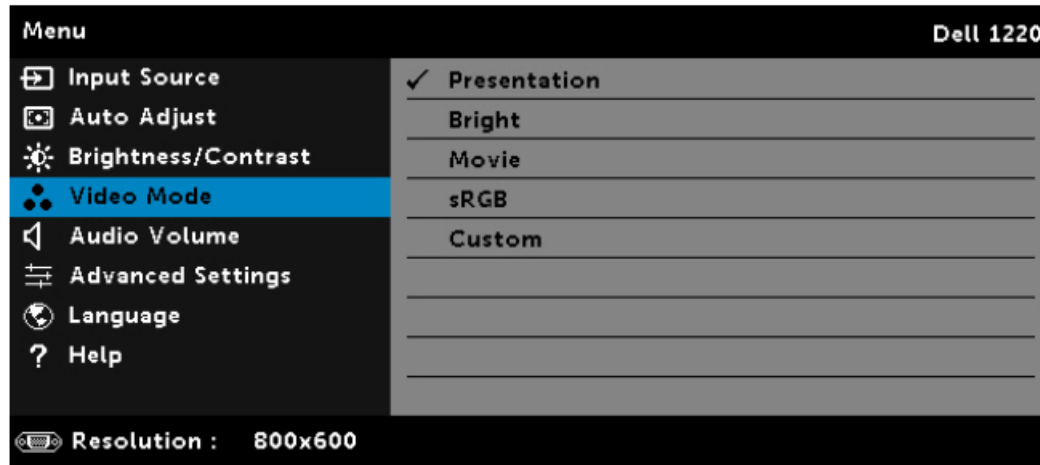 Menu Dell 1220
Input Source
Auto Adjust
Brightness/Contrast
Video Mode
Audio Volume
Advanced Settings
Language
? Help
✓ Presentation
Bright
Movie
sRGB
Custom
Resolution : 800x600